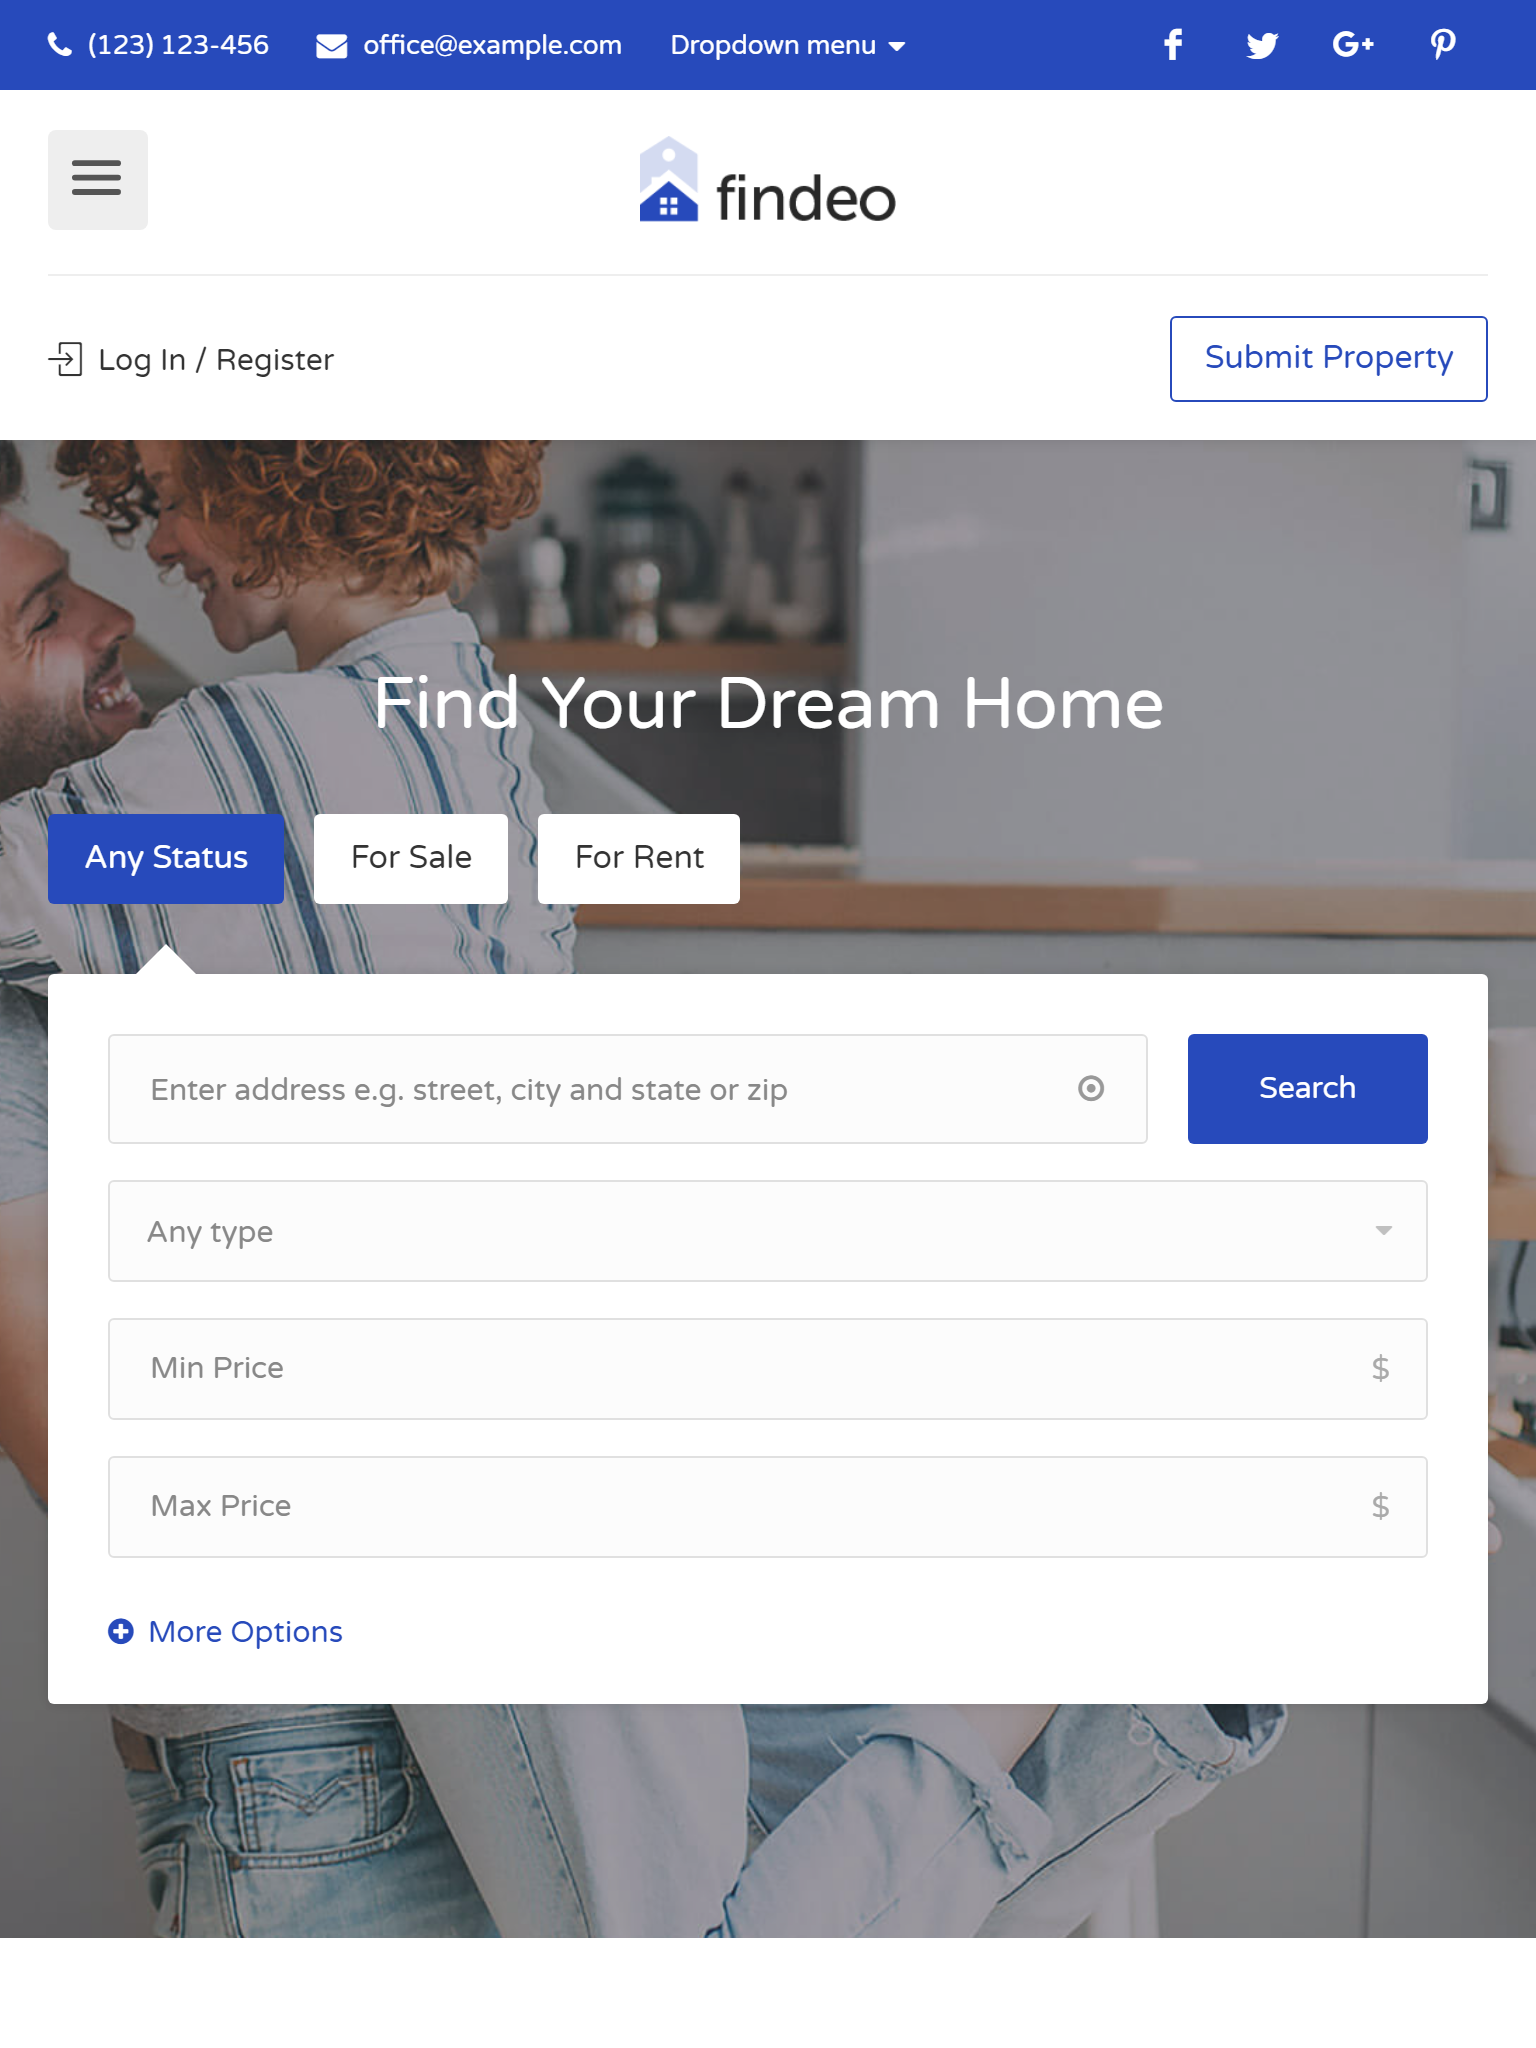 (123) 123-456 office@example.com Dropdown menu
findeo
Log In / Register Submit Property
Find Your Dream Home
Any Status For Sale For Rent
Enter address e.g. street, city and state or zip Search
Any type
Min Price $
Max Price $
More Options